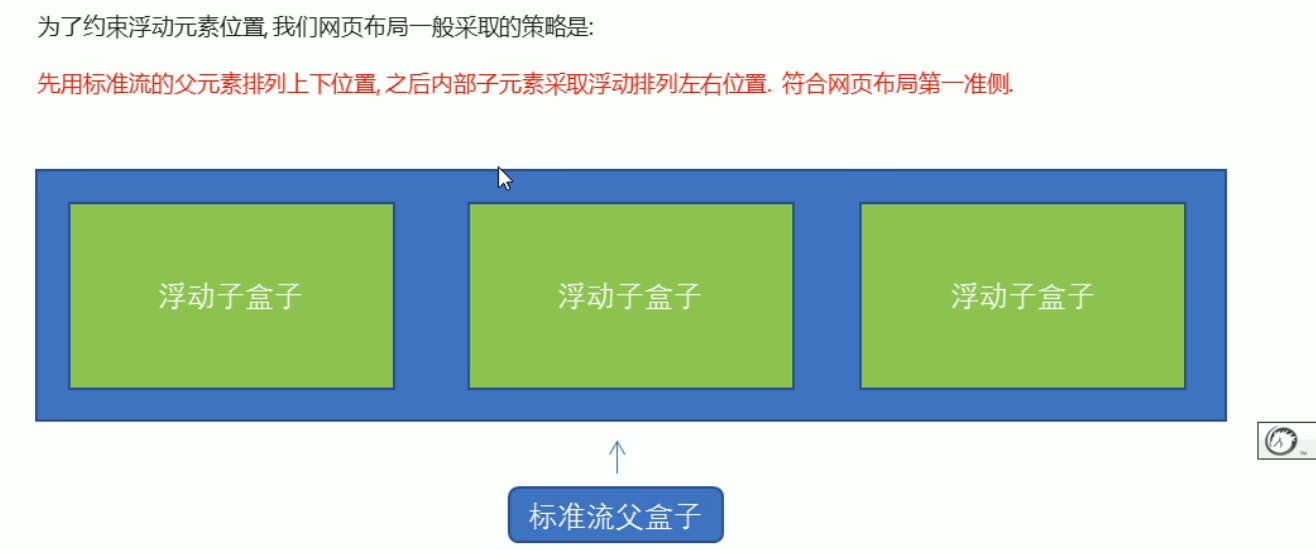 为了约束浮动元素位置, 我们网页布局一般采取的策略是:
先用标准流的父元素排列上下位置, 之后内部子元素采取浮动排列左右位置. 符合网页布局第一准侧.
浮动子盒子 浮动子盒子 浮动子盒子
标准流父盒子